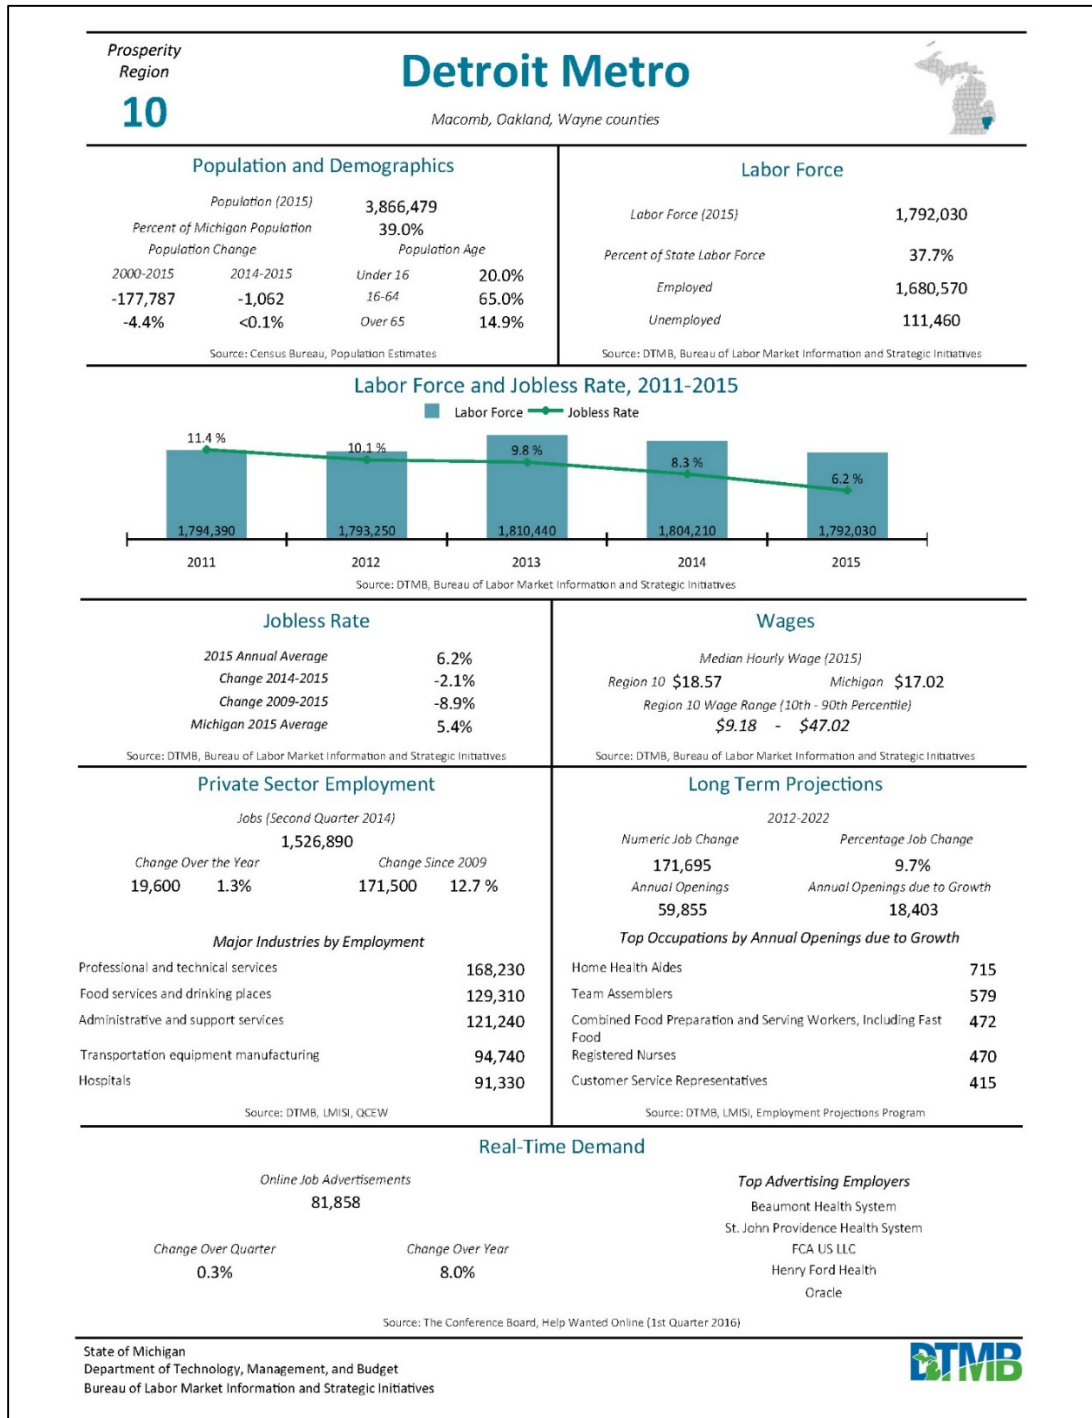 Prosperity
Region
10
Detroit Metro
Macomb, Oakland, Wayne counties
Population and Demographics
Population (2015) 3,866,479
Percent of Michigan Population 39.0%
Population Change Population Age
2000-2015 2014-2015 Under 16 20.0%
-177,787 -1,062 16-64 65.0%
-4.4% <0.1% Over 65 14.9%
Source: Census Bureau, Population Estimates
Labor Force
Labor Force (2015) 1,792,030
Percent of State Labor Force 37.7%
Employed 1,680,570
Unemployed 111,460
Source: DTMB, Bureau of Labor Market Information and Strategic Initiatives
Labor Force and Jobless Rate, 2011-2015
Labor Force Jobless Rate
11.4 % 10.1 % 9.8 % 8.3 % 6.2 %
1,794,390 1,793,250 1,810,440 1,804,210 1,792,030
2011 2012 2013 2014 2015
Source: DTMB, Bureau of Labor Market Information and Strategic Initiatives
Jobless Rate
2015 Annual Average 6.2%
Change 2014-2015 -2.1%
Change 2009-2015 -8.9%
Michigan 2015 Average 5.4%
Source: DTMB, Bureau of Labor Market Information and Strategic Initiatives
Wages
Median Hourly Wage (2015)
Region 10 $18.57 Michigan $17.02
Region 10 Wage Range (10th - 90th Percentile)
$9.18 - $47.02
Source: DTMB, Bureau of Labor Market Information and Strategic Initiatives
Private Sector Employment
Jobs (Second Quarter 2014)
1,526,890
Change Over the Year Change Since 2009
19,600 1.3% 171,500 12.7 %
Major Industries by Employment
Professional and technical services 168,230
Food services and drinking places 129,310
Administrative and support services 121,240
Transportation equipment manufacturing 94,740
Hospitals 91,330
Source: DTMB, LMISI, QCEW
Long Term Projections
2012-2022
Numeric Job Change Percentage Job Change
171,695 9.7%
Annual Openings Annual Openings due to Growth
59,855 18,403
Top Occupations by Annual Openings due to Growth
Home Health Aides 715
Team Assemblers 579
Combined Food Preparation and Serving Workers, Including Fast 472
Food
Registered Nurses 470
Customer Service Representatives 415
Source: DTMB, LMISI, Employment Projections Program
Real-Time Demand
Online Job Advertisements
81,858
Change Over Quarter Change Over Year
0.3% 8.0%
Top Advertising Employers
Beaumont Health System
St. John Providence Health System
FCA US LLC
Henry Ford Health
Oracle
Source: The Conference Board, Help Wanted Online (1st Quarter 2016)
State of Michigan
Department of Technology, Management, and Budget
Bureau of Labor Market Information and Strategic Initiatives
DTMB